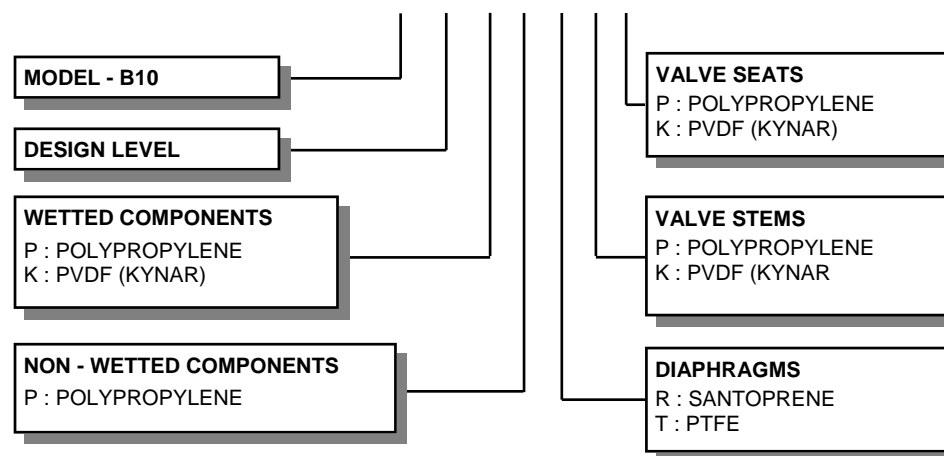 MODEL - B10
DESIGN LEVEL
WETTED COMPONENTS
P : POLYPROPYLENE
K : PVDF (KYNAR)
NON - WETTED COMPONENTS
P : POLYPROPYLENE
VALVE SEATS
P : POLYPROPYLENE
K : PVDF (KYNAR)
VALVE STEMS
P : POLYPROPYLENE
K : PVDF (KYNAR
DIAPHRAGMS
R : SANTOPRENE
T : PTFE